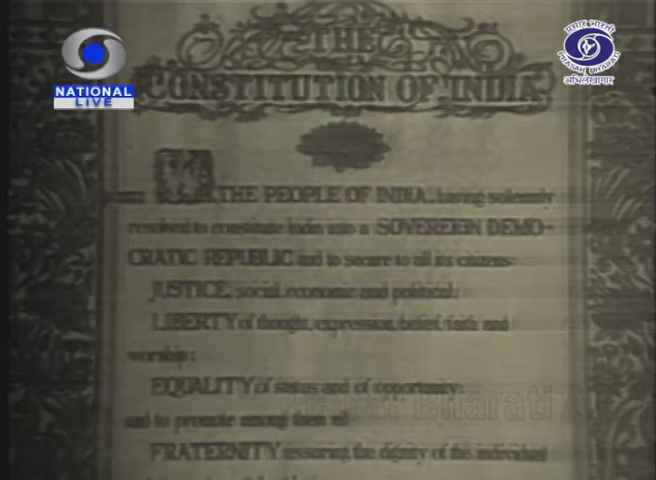 NATIONAL
LIVE
प्रसार भारती
PRASAR BHARATI
अभिलेखागार
THE
CONSTITUTION OF INDIA
WE, THE PEOPLE OF INDIA, having solemnly
resolved to constitute India into a SOVEREIGN DEMO-
CRATIC REPUBLIC and to secure to all its citizens:
JUSTICE, social, economic and political;
LIBERTY of thought, expression, belief, faith and
worship;
EQUALITY of status and of opportunity;
and to promote among them all
FRATERNITY assuring the dignity of the individual
Prasar Bharati